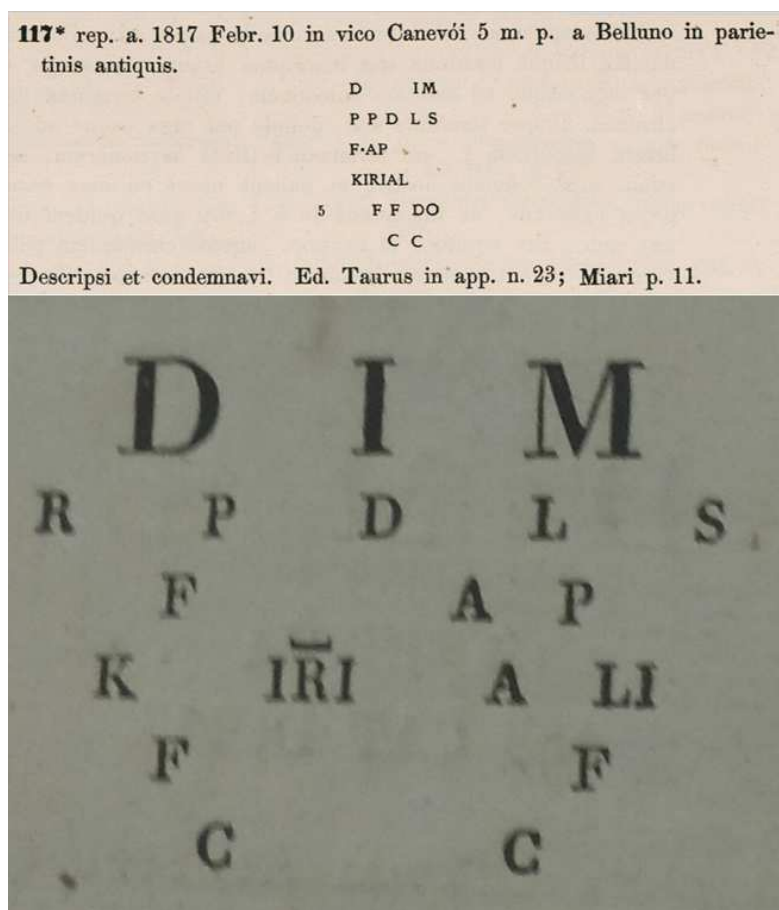 117* rep. a. 1817 Febr. 10 in vico Canevói 5 m. p. a Belluno in parie-
tinis antiquis.
D IM
P P D L S
F·AP
KIRIAL
5 F F DO
C C
Descripsi et condemnavi. Ed. Taurus in app. n. 23; Miari p. 11.
D I M
R P D L S
F A P
K IRI A LI
F F
C C